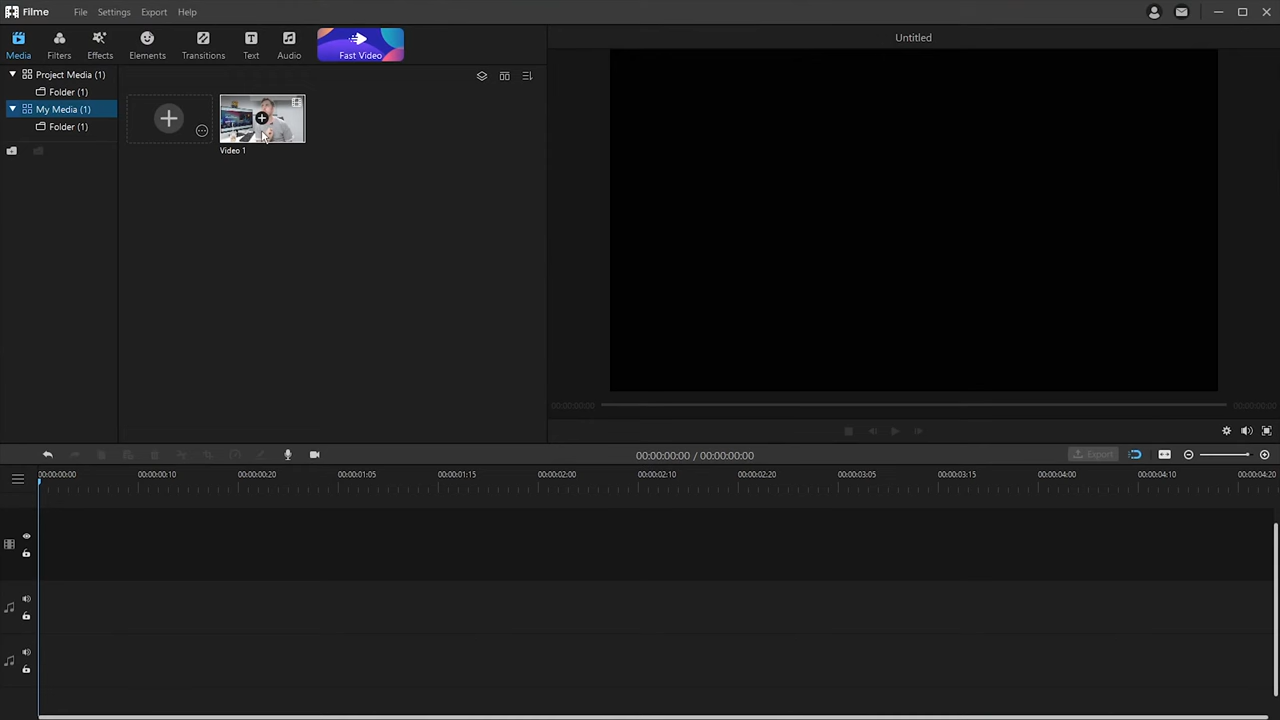 Filme File Settings Export Help
Media Filters Effects Elements Transitions Text Audio Fast Video
Untitled
Project Media (1)
Folder (1)
My Media (1)
Folder (1)
Video 1
00:00:00:00 00:00:00:00
00:00:00:00 / 00:00:00:00 Export
00:00:00:00 00:00:00:10 00:00:00:20 00:00:01:05 00:00:01:15 00:00:02:00 00:00:02:10 00:00:02:20 00:00:03:05 00:00:03:15 00:00:04:00 00:00:04:10 00:00:04:20